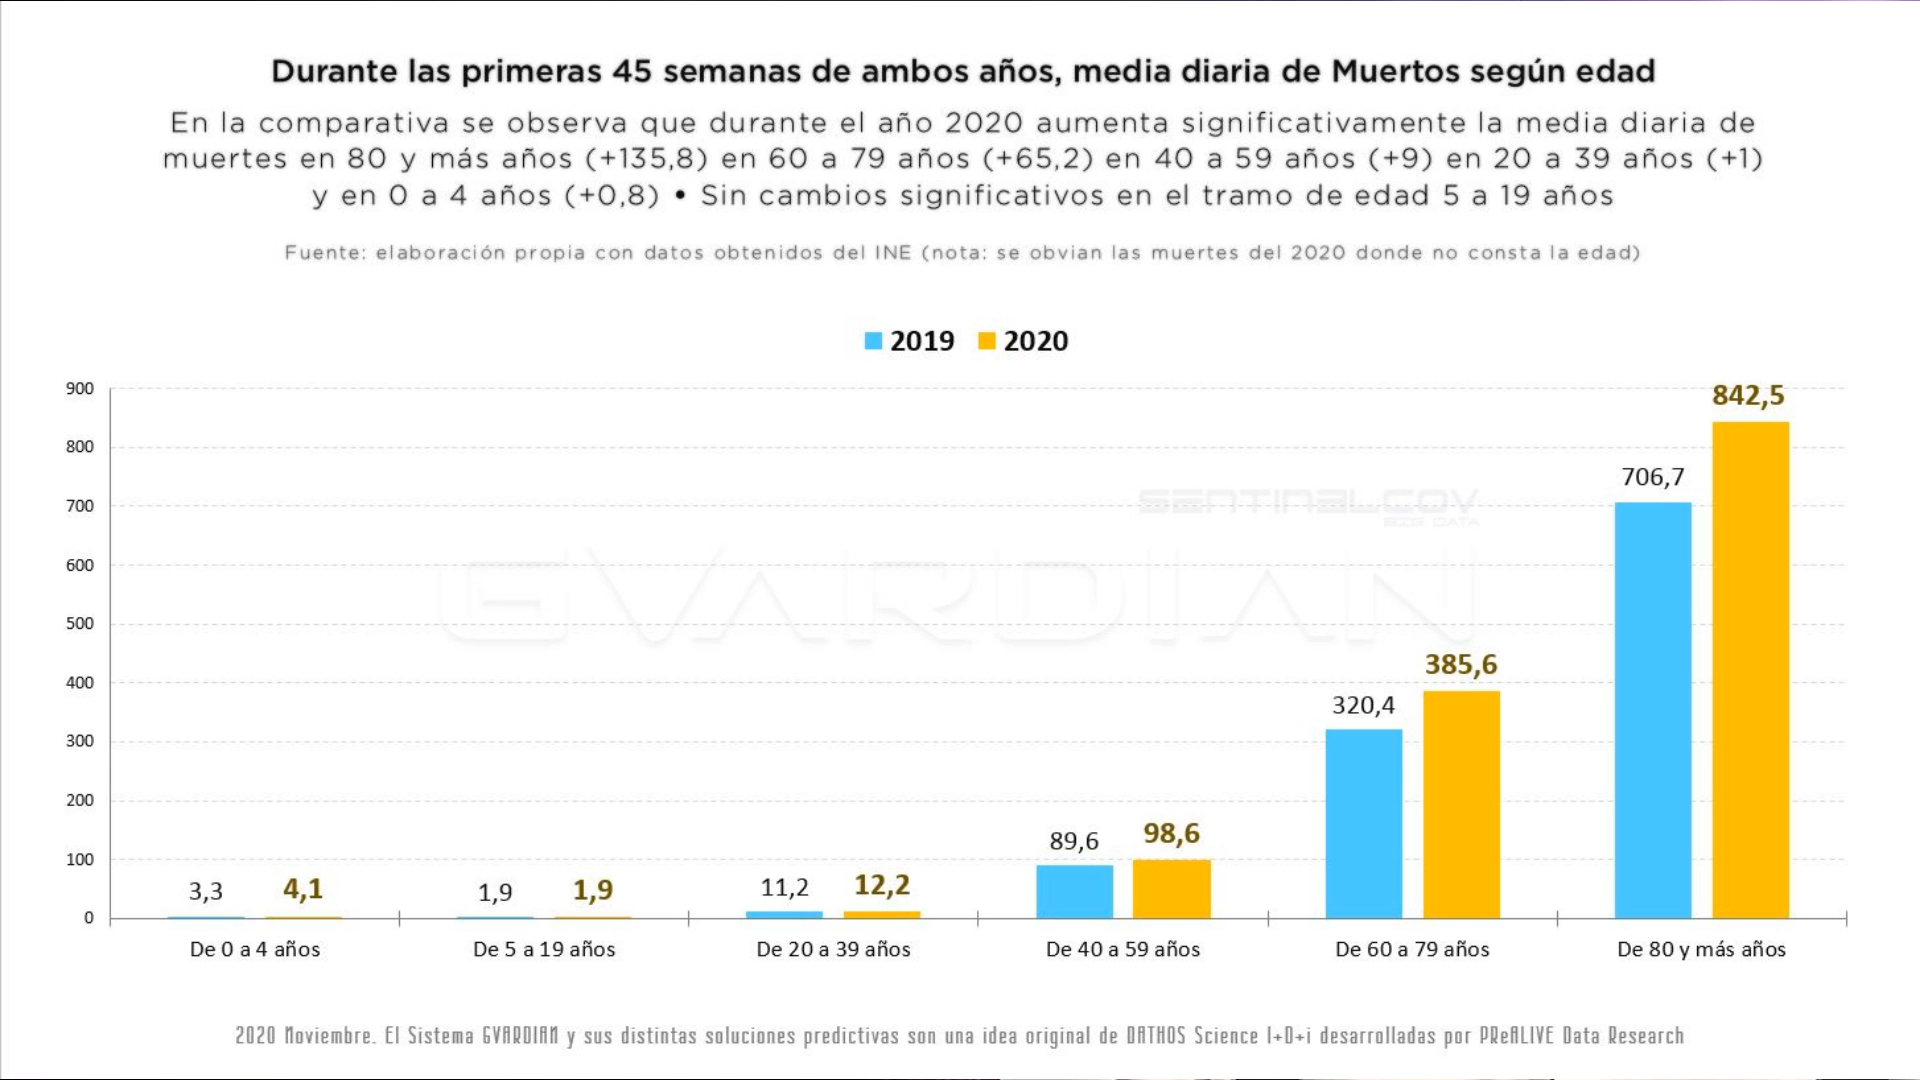 Durante las primeras 45 semanas de ambos años, media diaria de Muertos según edad
En la comparativa se observa que durante el año 2020 aumenta significativamente la media diaria de
muertes en 80 y más años (+135,8) en 60 a 79 años (+65,2) en 40 a 59 años (+9) en 20 a 39 años (+1)
y en 0 a 4 años (+0,8) • Sin cambios significativos en el tramo de edad 5 a 19 años
Fuente: elaboración propia con datos obtenidos del INE (nota: se obvian las muertes del 2020 donde no consta la edad)
2019 2020
900
800
700
600
500
400
300
200
100
0
3,3 4,1
1,9 1,9
11,2 12,2
89,6 98,6
320,4 385,6
706,7 842,5
SENTINELCOV
BIG DATA
GVARDIAN
De 0 a 4 años De 5 a 19 años De 20 a 39 años De 40 a 59 años De 60 a 79 años De 80 y más años
2020 Noviembre. El Sistema GVARDIAN y sus distintas soluciones predictivas son una idea original de DATHOS Science I+D+i desarrolladas por PReALIVE Data Research